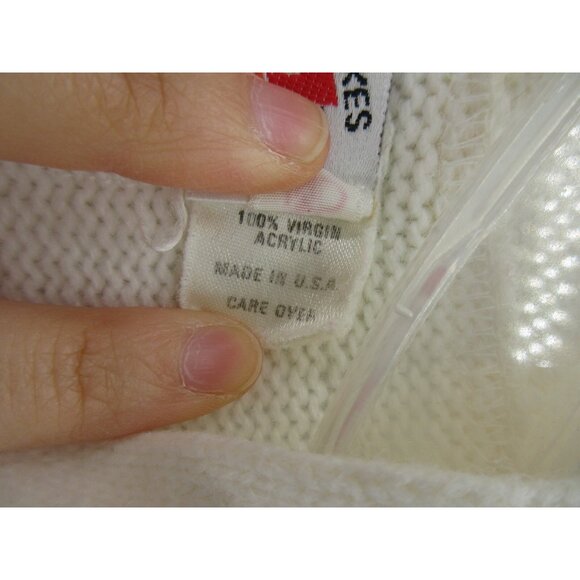 KES
100% VIRGIN
ACRYLIC
MADE IN U.S.A.
CARE OVER